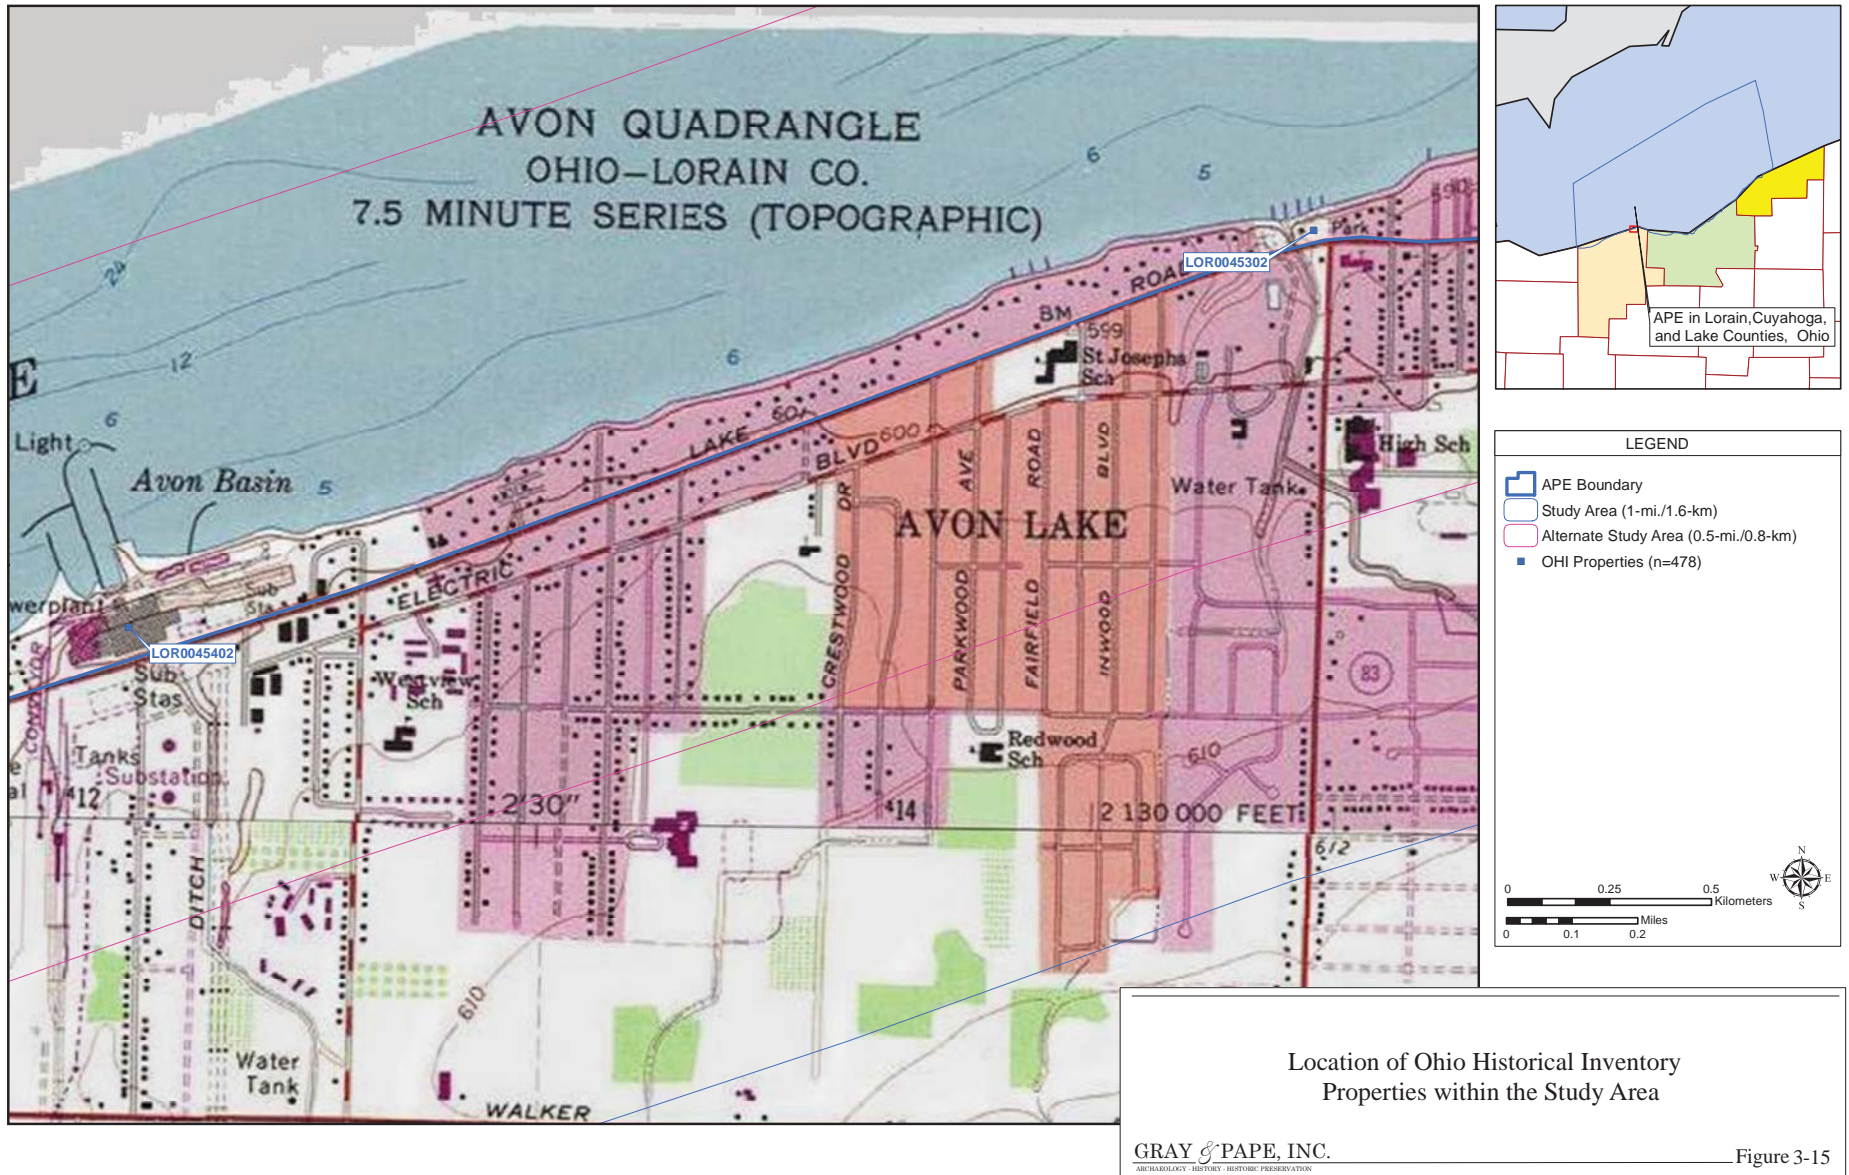 AVON QUADRANGLE
OHIO–LORAIN CO.
7.5 MINUTE SERIES (TOPOGRAPHIC)
6
5
590
24
Park
LOR0045302
ROAD
BM
599
12
6
St Josephs
Sch
E
6
LAKE
601
BLVD
600
Light
High Sch
Avon Basin
5
AVE
ROAD
BLVD
Water Tank
DR
AVON LAKE
ELECTRIC
Sub
Sta
werplant
CRESTWOOD
PARKWOOD
FAIRFIELD
INWOOD
LOR0045402
Sub
Stas
Westview
Sch
83
CONVEYOR
Redwood
Sch
610
Tanks
Substation
e
al
412
2'30"
414
2 130 000 FEET
612
DITCH
610
Water
Tank
WALKER
APE in Lorain,Cuyahoga,
and Lake Counties, Ohio
LEGEND
APE Boundary
Study Area (1-mi./1.6-km)
Alternate Study Area (0.5-mi./0.8-km)
OHI Properties (n=478)
N
W E
S
0 0.25 0.5
Kilometers
Miles
0 0.1 0.2
Location of Ohio Historical Inventory
Properties within the Study Area
GRAY & PAPE, INC.
ARCHAEOLOGY - HISTORY - HISTORIC PRESERVATION
Figure 3-15